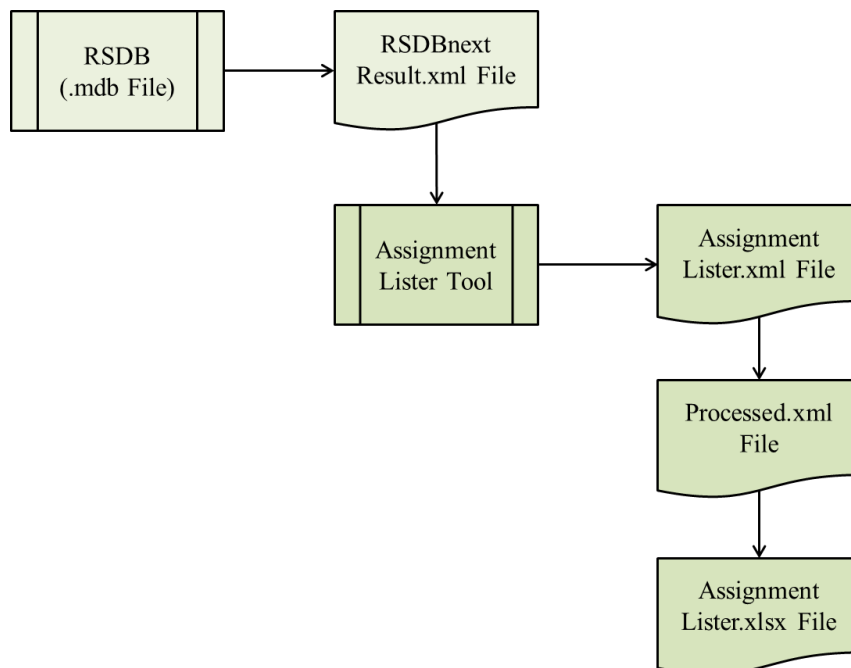 RSDB
(.mdb File)
RSDBnext
Result.xml File
Assignment
Lister Tool
Assignment
Lister.xml File
Processed.xml
File
Assignment
Lister.xlsx File